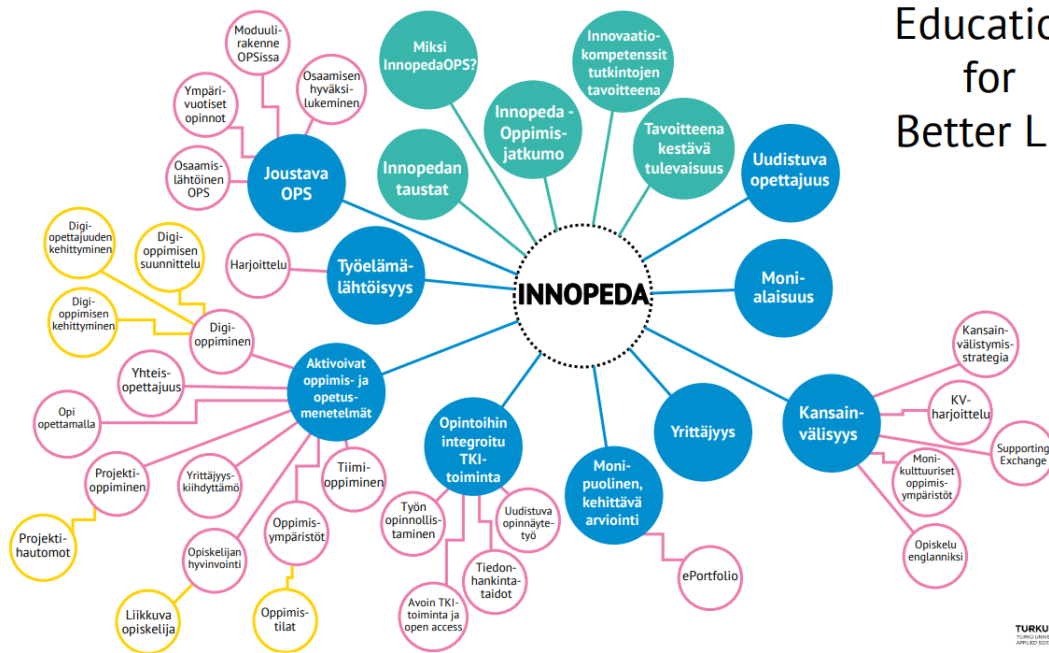 Educatio
for
Better L
Moduuli-
rakenne
OPSissa
Ympäri-
vuotiset
opinnot
Osaamisen
hyväksi-
lukeminen
Osaamis-
lähtöinen
OPS
Joustava
OPS
Miksi
InnopedaOPS?
Innopedan
taustat
Innopeda -
Oppimis-
jatkumo
Innovaatio-
kompetenssit
tutkintojen
tavoitteena
Tavoitteena
kestävä
tulevaisuus
Uudistuva
opettajuus
Digi-
opettajuuden
kehittyminen
Digi-
oppimisen
suunnittelu
Digi-
oppimisen
kehittyminen
Digi-
oppiminen
Harjoittelu
Työelämä-
lähtöisyys
INNOPEDA
Moni-
alaisuus
Yhteis-
opettajuus
Opi
opettamalla
Aktivoivat
oppimis- ja
opetus-
menetelmät
Projekti-
oppiminen
Yrittäjyys-
kiihdyttämö
Tiimi-
oppiminen
Oppimis-
ympäristöt
Projekti-
hautomot
Opiskelijan
hyvinvointi
Liikkuva
opiskelija
Oppimis-
tilat
Opintoihin
integroitu
TKI-
toiminta
Työn
opinnollis-
taminen
Uudistuva
opinnäyte-
työ
Tiedon-
hankinta-
taidot
Avoin TKI-
toiminta ja
open access
Moni-
puolinen,
kehittävä
arviointi
ePortfolio
Yrittäjyys
Kansain-
välisyys
Kansain-
välistymis-
strategia
KV-
harjoittelu
Supporting
Exchange
Moni-
kulttuuriset
oppimis-
ympäristöt
Opiskelu
englanniksi
TURKU
TURKU UNIVE
APPLIED SCIE